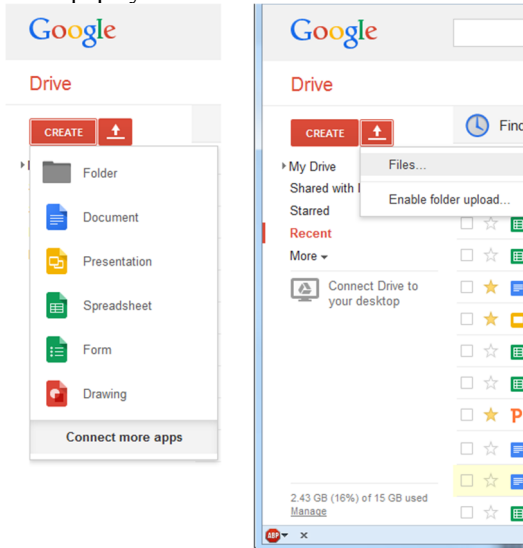 Google
Drive
CREATE
Folder
Document
Presentation
Spreadsheet
Form
Drawing
Connect more apps
Google
Drive
CREATE
Files...
Enable folder upload...
My Drive
Shared with
Starred
Recent
More
Connect Drive to
your desktop
2.43 GB (16%) of 15 GB used
Manage
ABP